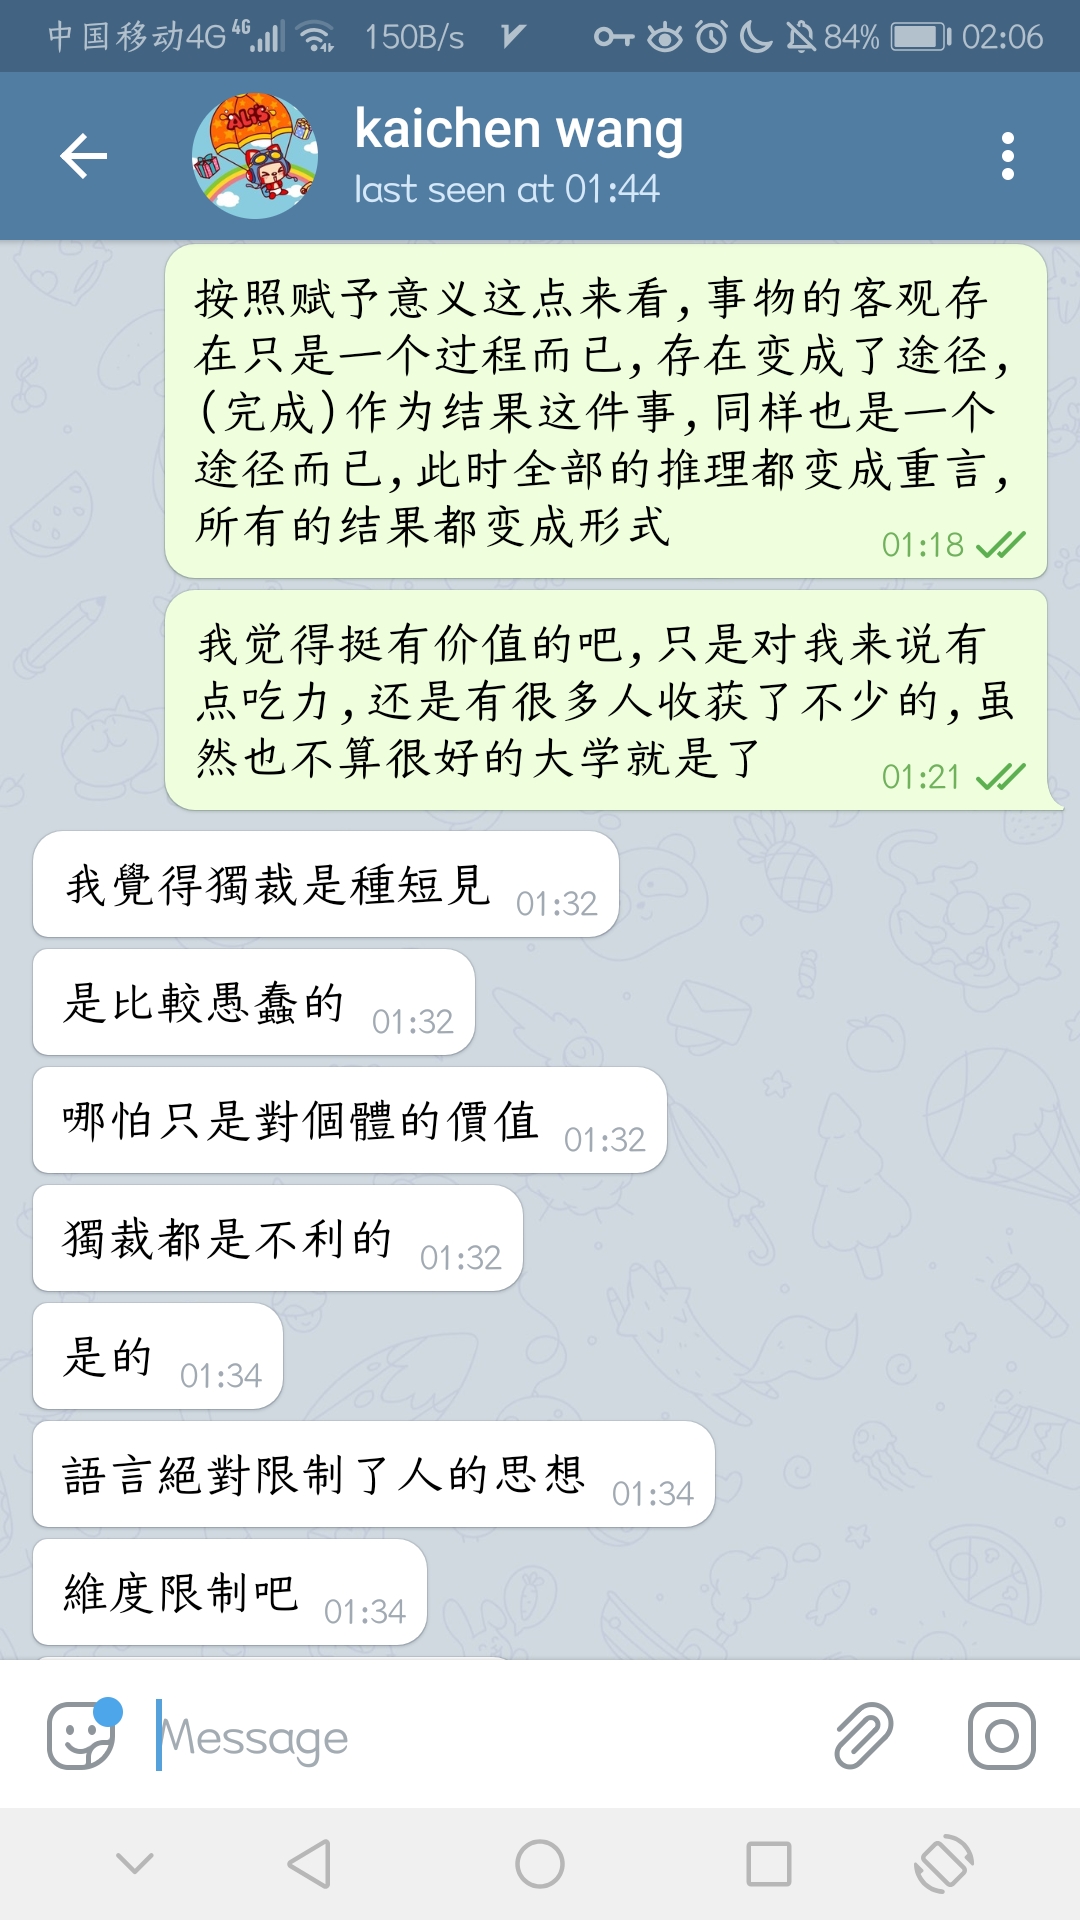 中国移动4G 4G 150B/s 84% 02:06
ALi's
kaichen wang
last seen at 01:44
按照赋予意义这点来看,事物的客观存
在只是一个过程而已,存在变成了途径,
(完成)作为结果这件事,同样也是一个
途径而已,此时全部的推理都变成重言,
所有的结果都变成形式
01:18
我觉得挺有价值的吧,只是对我来说有
点吃力,还是有很多人收获了不少的,虽
然也不算很好的大学就是了
01:21
我覺得獨裁是種短見 01:32
是比較愚蠢的 01:32
哪怕只是對個體的價值 01:32
獨裁都是不利的 01:32
是的 01:34
語言絕對限制了人的思想 01:34
維度限制吧 01:34
Message